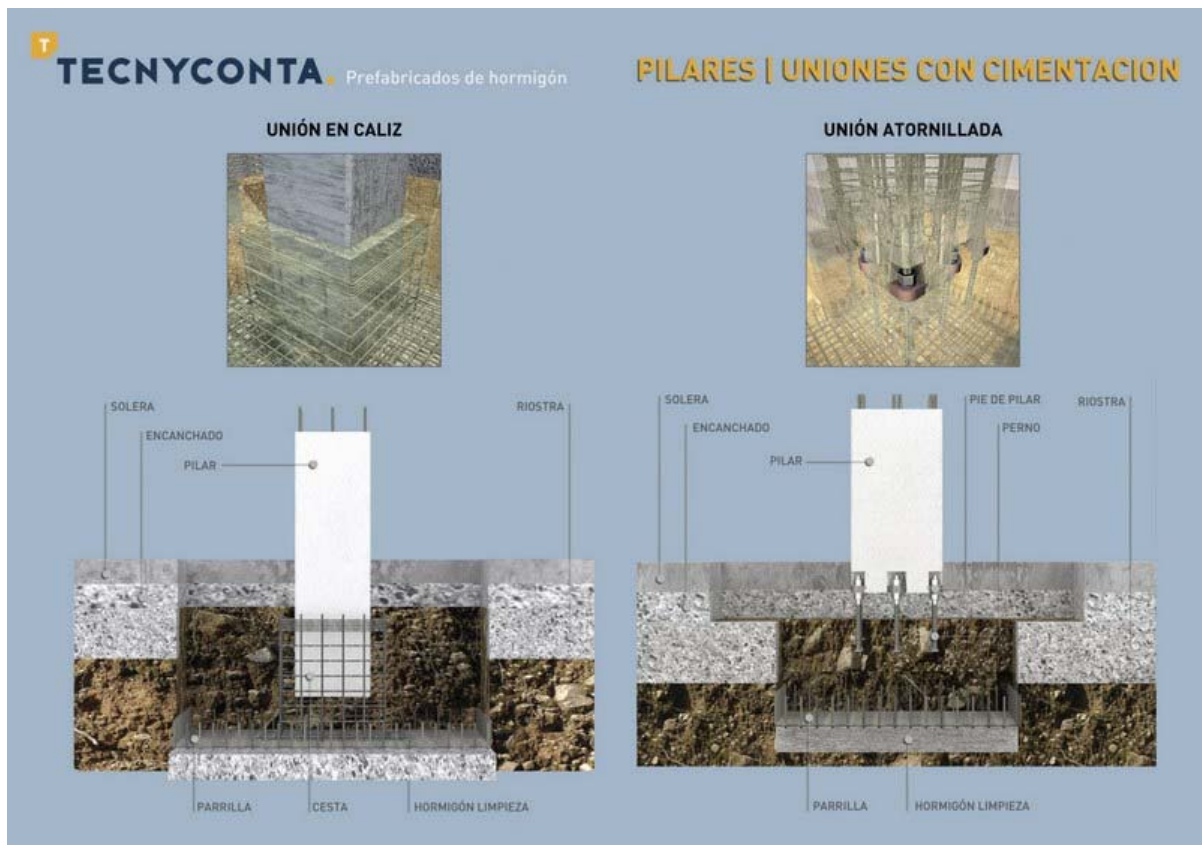 T
TECNYCONTA. Prefabricados de hormigón
PILARES | UNIONES CON CIMENTACION
UNIÓN EN CALIZ
SOLERA
RIOSTRA
ENCANCHADO
PILAR
PARRILLA
CESTA
HORMIGÓN LIMPIEZA
UNIÓN ATORNILLADA
SOLERA
PIE DE PILAR
RIOSTRA
ENCANCHADO
PERNO
PILAR
PARRILLA
HORMIGÓN LIMPIEZA